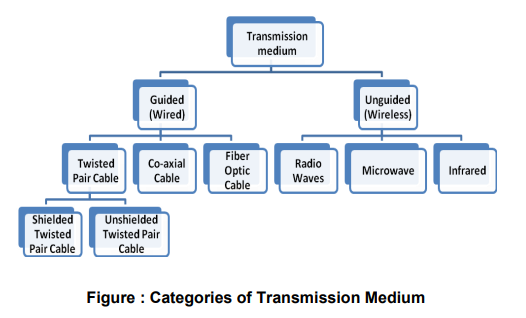 Transmission
medium
Guided
(Wired)
Unguided
(Wireless)
Twisted
Pair Cable
Co-axial
Cable
Fiber
Optic
Cable
Radio
Waves
Microwave
Infrared
Shielded
Twisted
Pair Cable
Unshielded
Twisted Pair
Cable
Figure : Categories of Transmission Medium